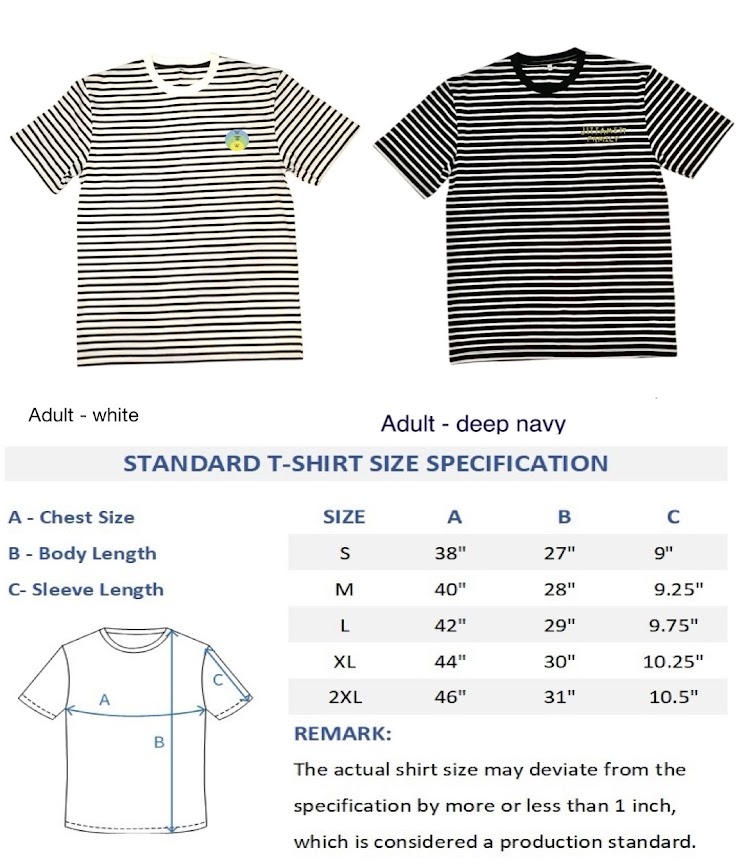 Adult - white
Adult - deep navy
STANDARD T-SHIRT SIZE SPECIFICATION
A - Chest Size
B - Body Length
C- Sleeve Length
SIZE A B C
S 38" 27" 9"
M 40" 28" 9.25"
L 42" 29" 9.75"
XL 44" 30" 10.25"
2XL 46" 31" 10.5"
A
B
C
REMARK:
The actual shirt size may deviate from the
specification by more or less than 1 inch,
which is considered a production standard.